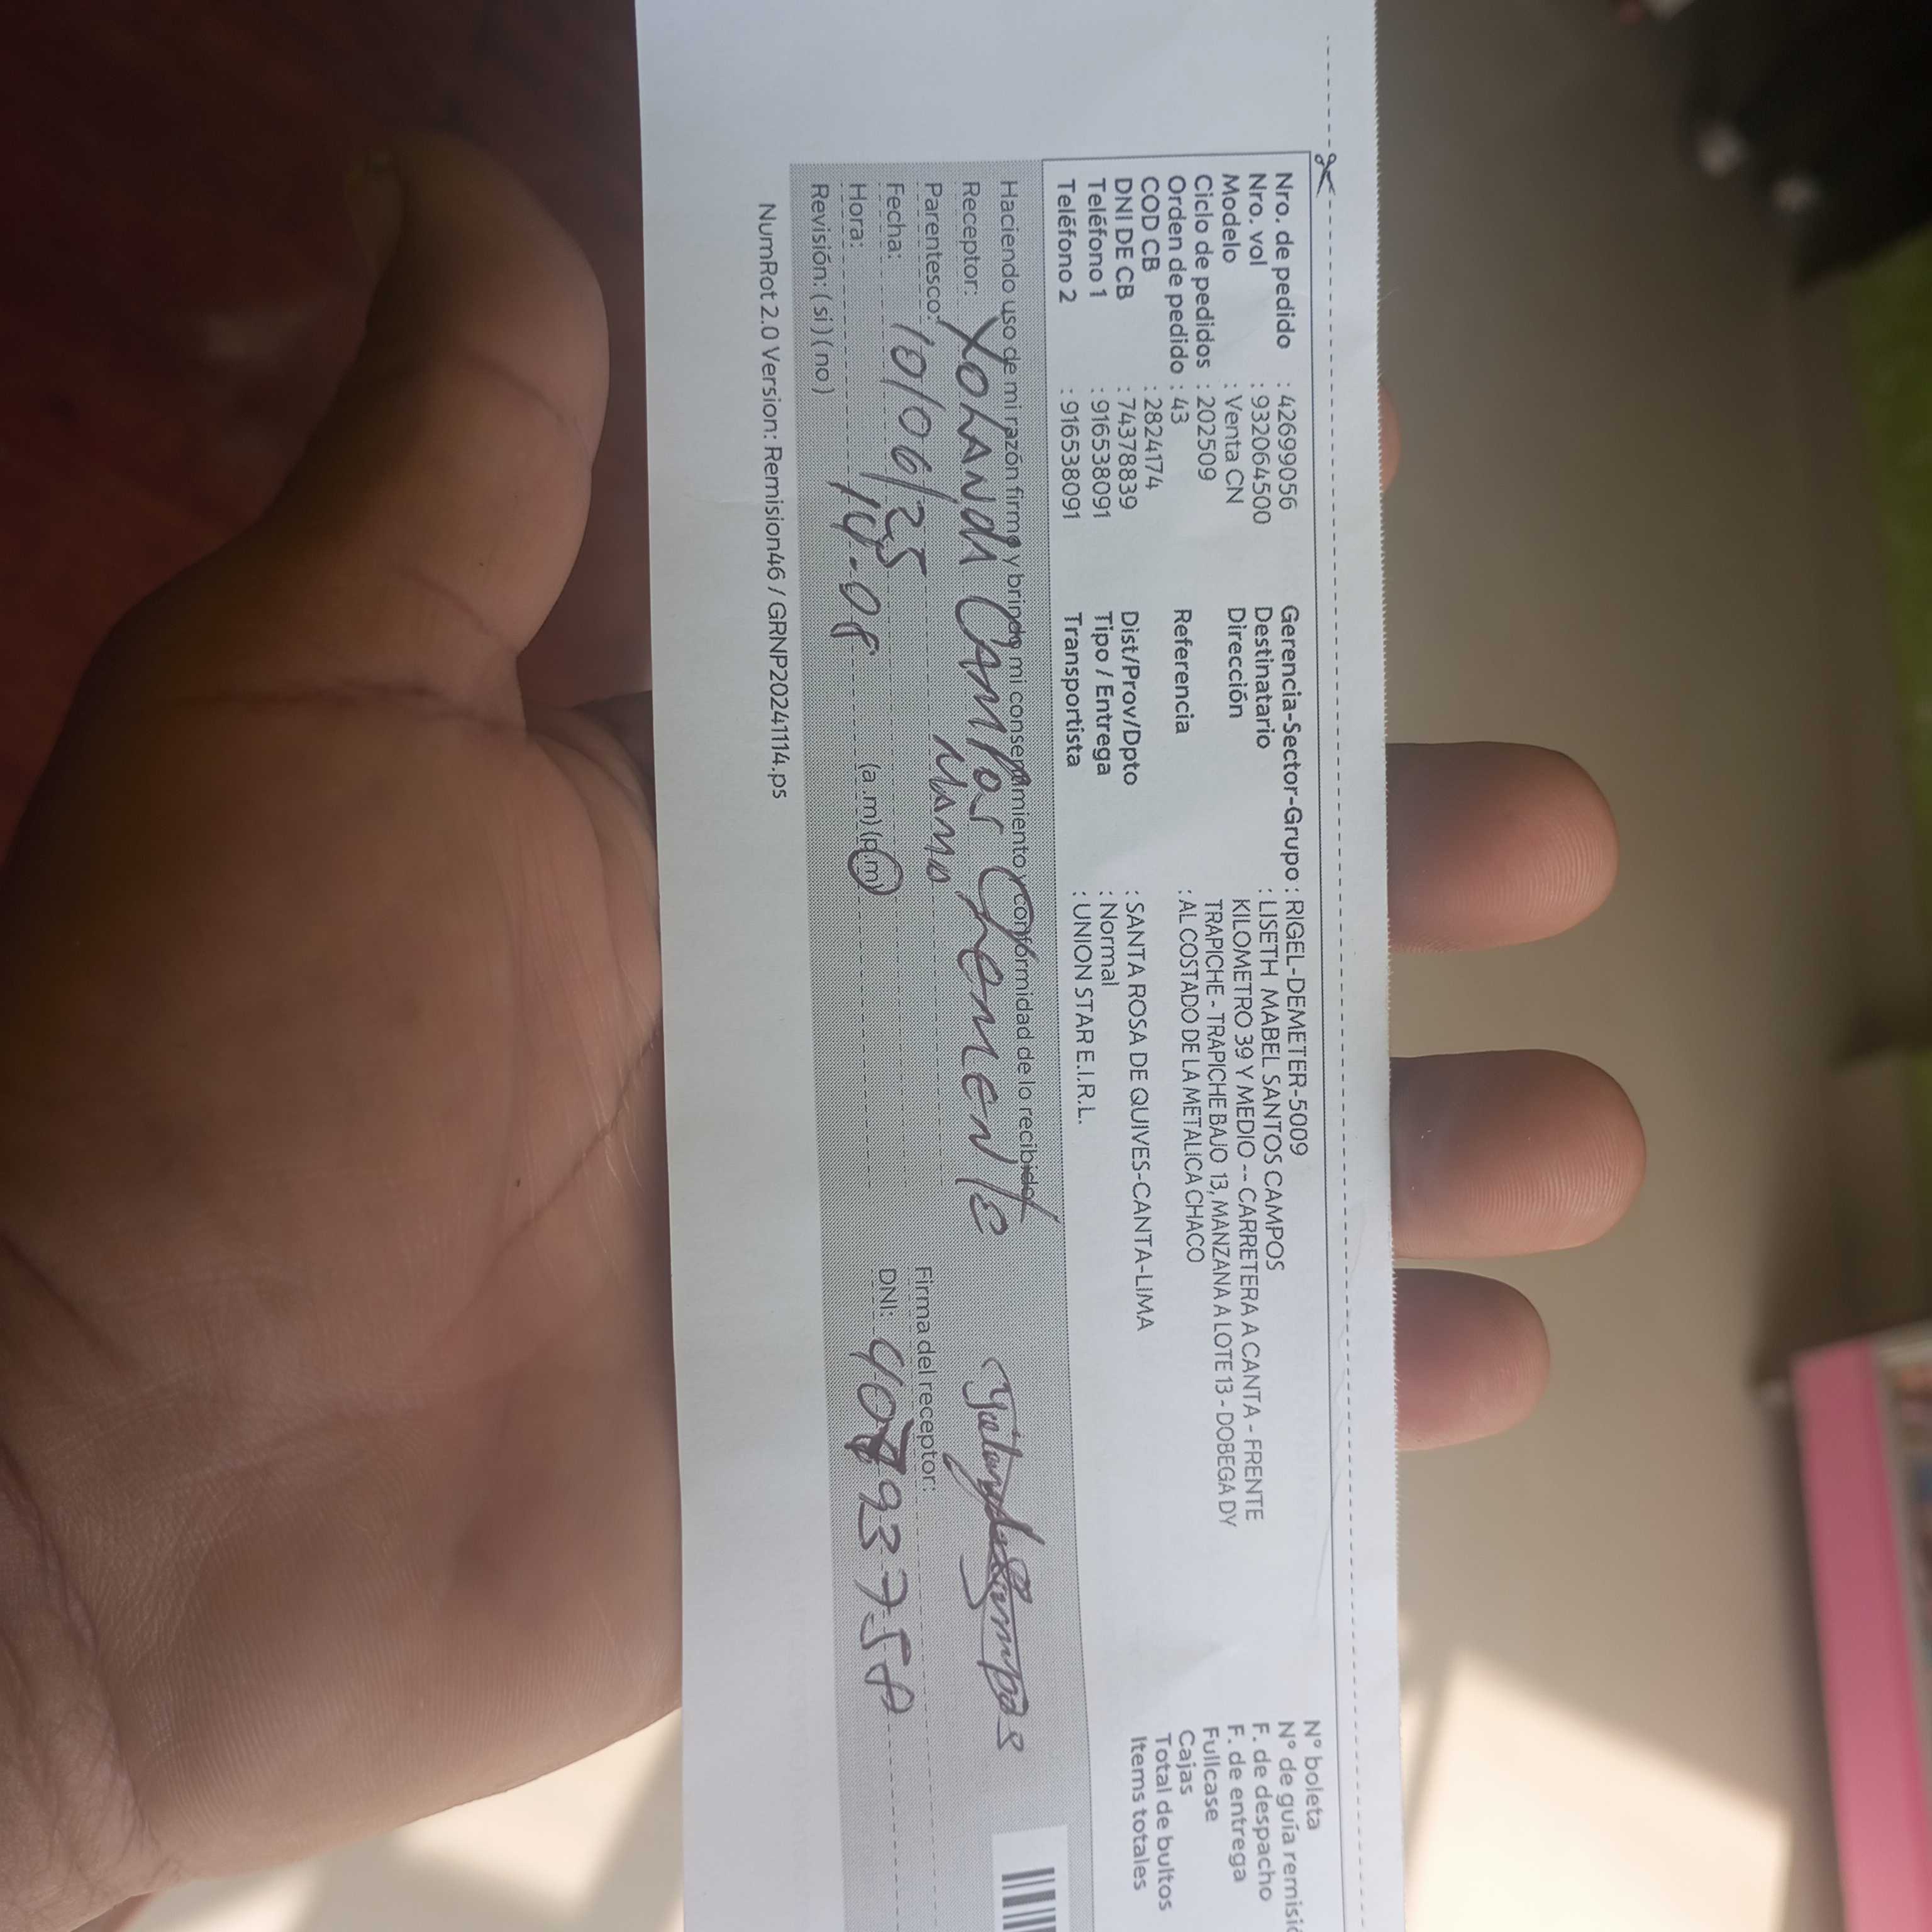 Nro. de pedido : 42699056
Nro. vol : 932064500
Modelo : Venta CN
Ciclo de pedidos : 202509
Orden de pedido : 43
COD CB : 2824174
DNI DE CB : 74378839
Teléfono 1 : 916538091
Teléfono 2 : 916538091
Gerencia-Sector-Grupo : RIGEL-DEMETER-5009
Destinatario : LISETH MABEL SANTOS CAMPOS
Dirección KILOMETRO 39 Y MEDIO -- CARRETERA A CANTA - FRENTE
TRAPICHE - TRAPICHE BAJO 13, MANZANA A LOTE 13 - DOBEGA DY
Referencia : AL COSTADO DE LA METALICA CHACO
Dist/Prov/Dpto : SANTA ROSA DE QUIVES-CANTA-LIMA
Tipo / Entrega : Normal
Transportista : UNION STAR E.I.R.L.
N° boleta
N° de guía remisi
F. de despacho
F. de entrega
Fullcase
Cajas
Total de bultos
Items totales
Haciendo uso de mi razón firmo y brindo mi consentimiento y conformidad de lo recibido:
Receptor: Yohandi Campos Clemente
Parentesco: Mama
Fecha: 10/06/25
Hora: 14-08 (a.m) (p.m)
Revisión: ( si ) ( no )
Firma del receptor:
DNI:
NumRot 2.0 Version: Remision46 / GRNP20241114.ps